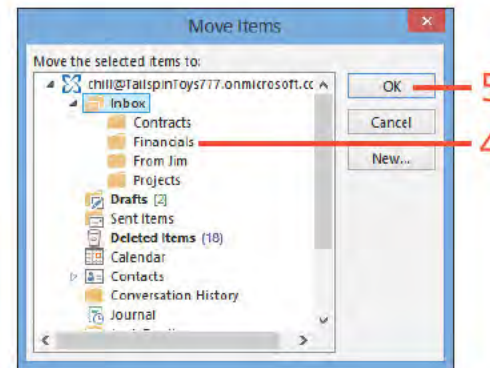 Move Items
Move the selected items to:
chill@TailspinToys777.onmicrosoft.cc
Inbox
Contracts
Financials
From Jim
Projects
Drafts [2]
Sent Items
Deleted Items (18)
Calendar
Contacts
Conversation History
Journal
OK
Cancel
New...
5
4